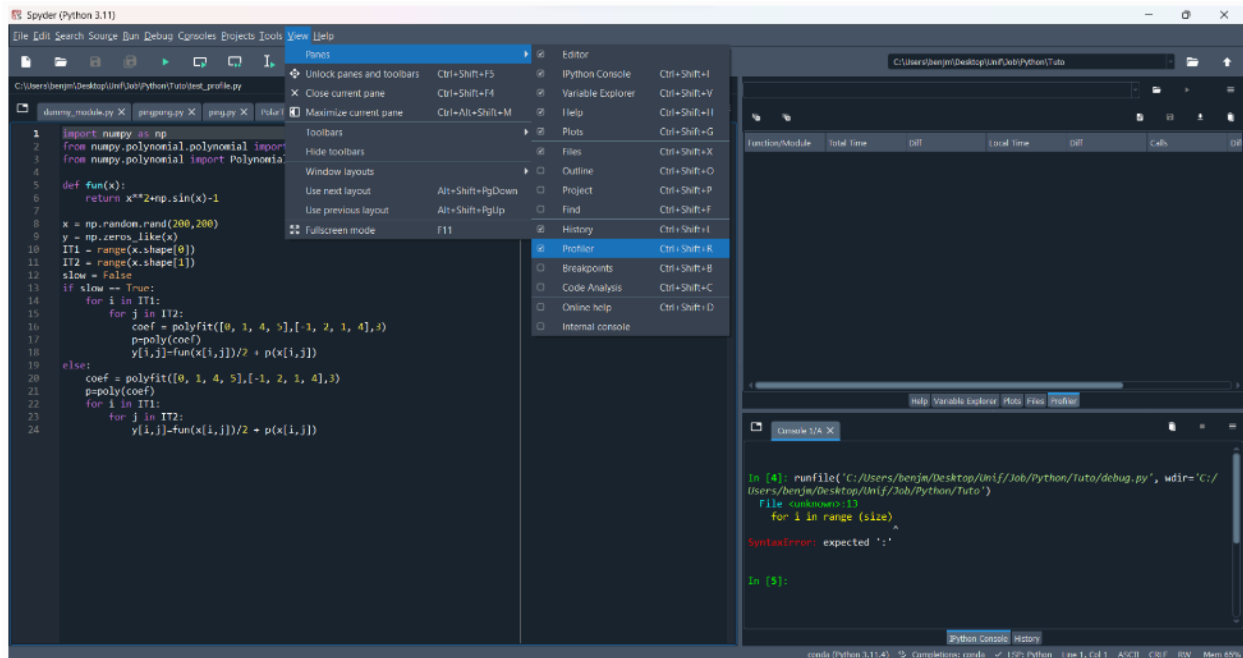 Spyder (Python 3.11)
File Edit Search Source Run Debug Consoles Projects Tools View Help
C:\Users\benjm\Desktop\Unif\Job\Python\Tuto
C:\Users\benjm\Desktop\Unif\Job\Python\Tuto\test_profile.py
dummy_module.py pingpong.py ping.py
Panes
Unlock panes and toolbars Ctrl+Shift+F5
Close current pane Ctrl+Shift+F4
Maximize current pane Ctrl+Alt+Shift+M
Toolbars
Hide toolbars
Window layouts
Use next layout Alt+Shift+PgDown
Use previous layout Alt+Shift+PgUp
Fullscreen mode F11
Editor
IPython Console Ctrl+Shift+I
Variable Explorer Ctrl+Shift+V
Help Ctrl+Shift+H
Plots Ctrl+Shift+G
Files Ctrl+Shift+X
Outline Ctrl+Shift+O
Project Ctrl+Shift+P
Find Ctrl+Shift+F
History Ctrl+Shift+L
Profiler Ctrl+Shift+R
Breakpoints Ctrl+Shift+B
Code Analysis Ctrl+Shift+C
Online help Ctrl+Shift+D
Internal console
1 import numpy as np
2 from numpy.polynomial.polynomial import
3 from numpy.polynomial import Polynomia
4
5 def fun(x):
6 return x**2+np.sin(x)-1
7
8 x = np.random.rand(200,200)
9 y = np.zeros_like(x)
10 IT1 = range(x.shape[0])
11 IT2 = range(x.shape[1])
12 slow = False
13 if slow == True:
14 for i in IT1:
15 for j in IT2:
16 coef = polyfit([0, 1, 4, 5],[-1, 2, 1, 4],3)
17 p=poly(coef)
18 y[i,j]=fun(x[i,j])/2 + p(x[i,j])
19 else:
20 coef = polyfit([0, 1, 4, 5],[-1, 2, 1, 4],3)
21 p=poly(coef)
22 for i in IT1:
23 for j in IT2:
24 y[i,j]=fun(x[i,j])/2 + p(x[i,j])
Function/Module Total Time Diff Local Time Diff Calls Dif
Help Variable Explorer Plots Files Profiler
Console 1/A
In [4]: runfile('C:/Users/benjm/Desktop/Unif/Job/Python/Tuto/debug.py', wdir='C:/
Users/benjm/Desktop/Unif/Job/Python/Tuto')
File <unknown>:13
for i in range (size)
^
SyntaxError: expected ':'
In [5]:
IPython Console History
conda (Python 3.11.4) Completions: conda LSP: Python Line 1, Col 1 ASCII CRLF RW Mem 65%